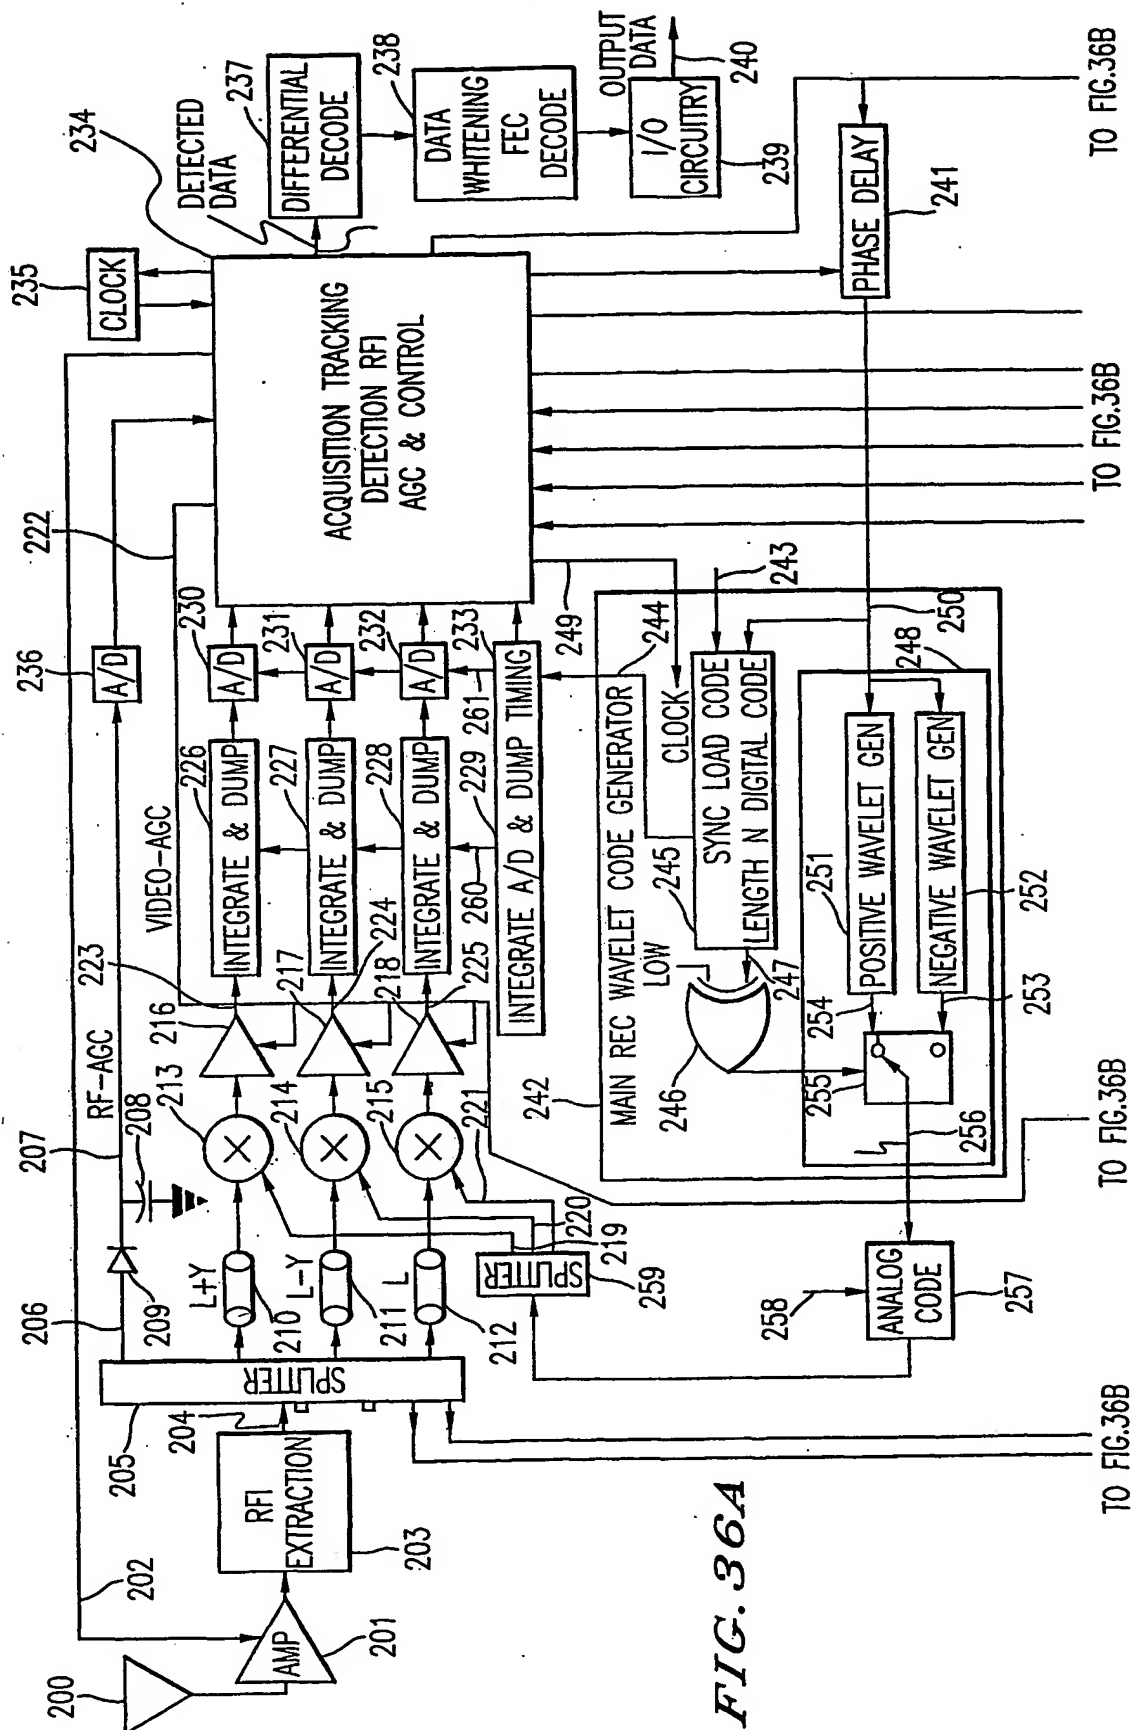 200
AMP
201
202
RFI
EXTRACTION
203
204
205
SPLITTER
206
207
RF-AGC
208
209
L+Y
210
L-Y
211
L
212
213
214
215
216
217
218
219
220
221
SPLITTER
259
VIDEO-AGC
222
223
224
225
INTEGRATE & DUMP
226
INTEGRATE & DUMP
227
INTEGRATE & DUMP
228
229
INTEGRATE A/D & DUMP TIMING
260
261
A/D
230
A/D
231
A/D
232
233
A/D
236
234
CLOCK
235
ACQUISITION TRACKING
DETECTION RFI
AGC & CONTROL
DETECTED
DATA
237
DIFFERENTIAL
DECODE
238
DATA
WHITENING
FEC
DECODE
OUTPUT
DATA
I/O
CIRCUITRY
239
240
PHASE DELAY
241
242
MAIN REC WAVELET CODE GENERATOR
243
244
CLOCK
249
245
SYNC LOAD CODE
LENGTH N DIGITAL CODE
LOW
246
247
248
250
251
POSITIVE WAVELET GEN
NEGATIVE WAVELET GEN
252
253
254
255
256
ANALOG
CODE
257
258
TO FIG.36B
TO FIG.36B
TO FIG.36B
TO FIG.36B
FIG. 36A